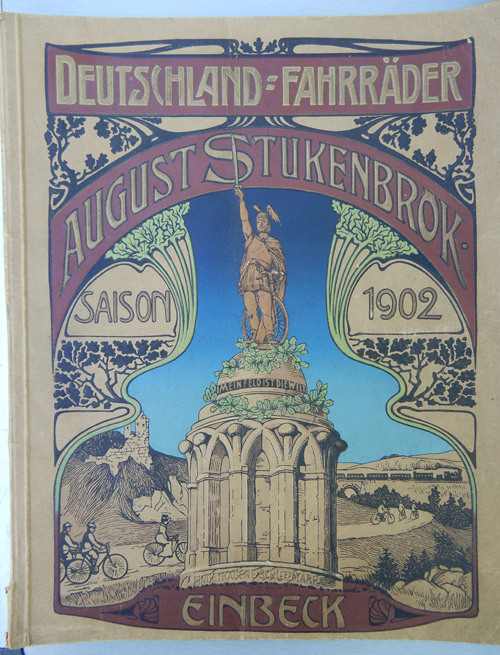 DEUTSCHLAND=FAHRRÄDER
AUGUST STUKENBROK.
SAISON 1902
MEIN FELD IST DIE WELT
EINBECK